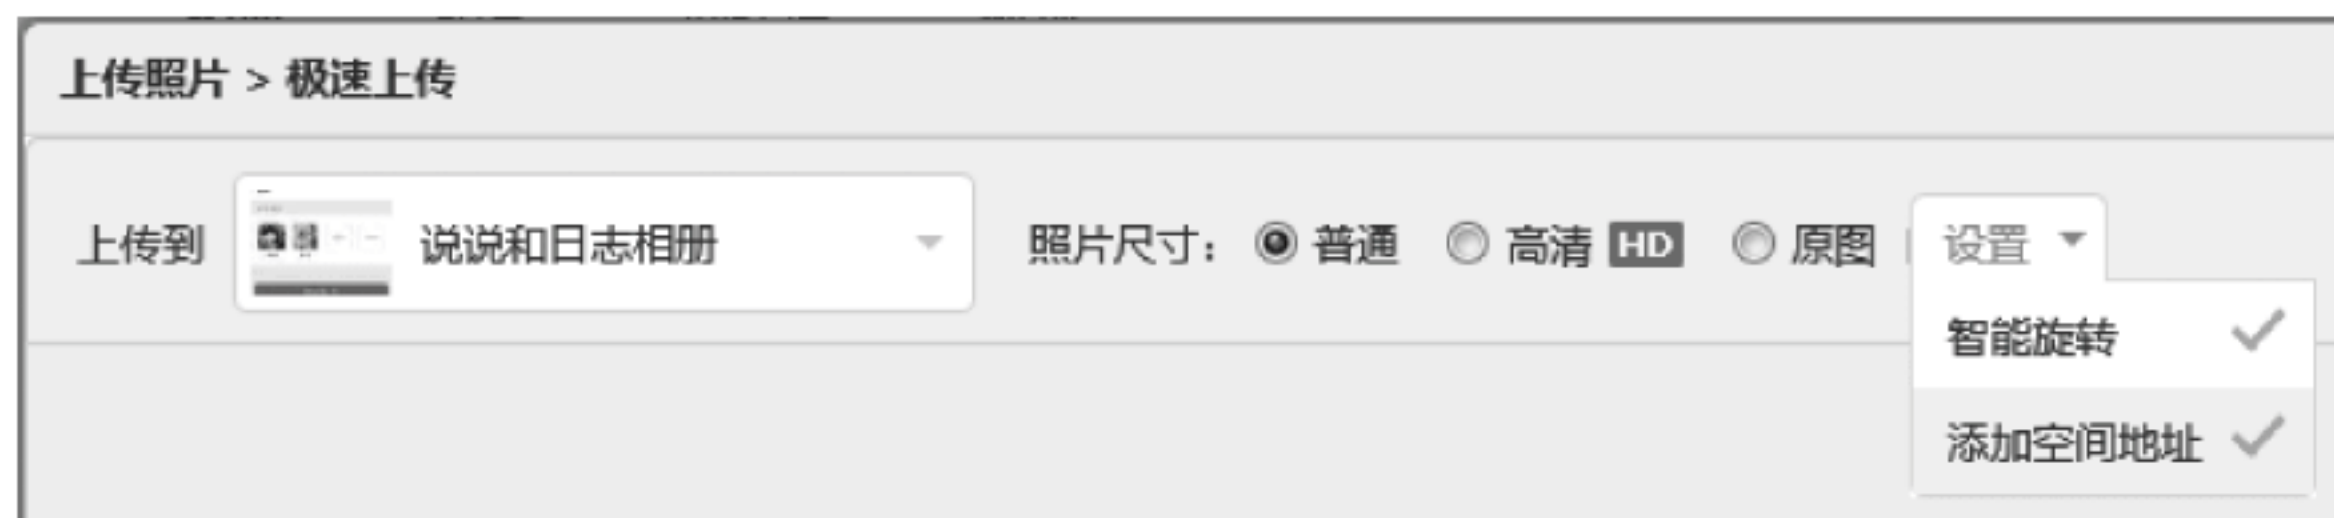 上传照片 > 极速上传
上传到 说说和日志相册 照片尺寸： 普通 高清 HD 原图 设置
智能旋转
添加空间地址